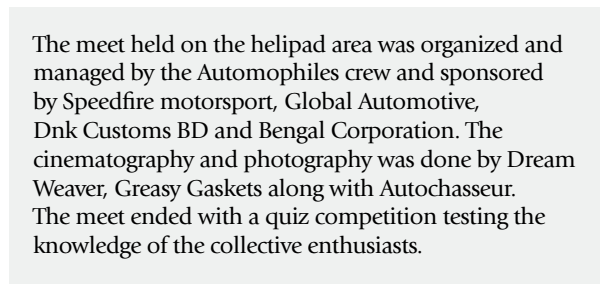 The meet held on the helipad area was organized and
managed by the Automophiles crew and sponsored
by Speedfire motorsport, Global Automotive,
Dnk Customs BD and Bengal Corporation. The
cinematography and photography was done by Dream
Weaver, Greasy Gaskets along with Autochasseur.
The meet ended with a quiz competition testing the
knowledge of the collective enthusiasts.